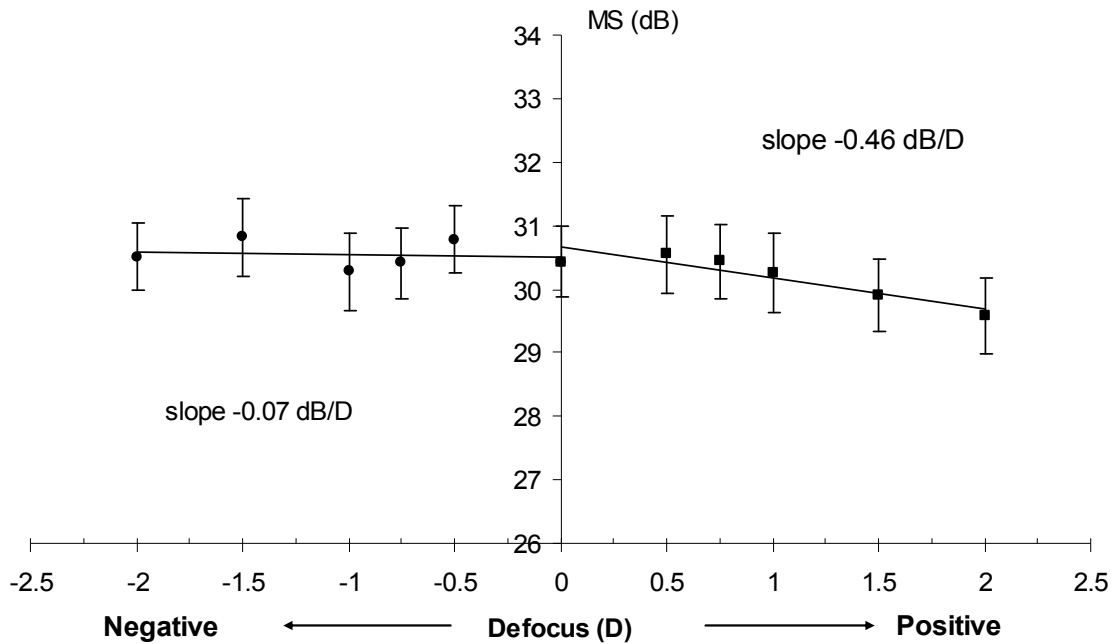 MS (dB)
34
33
32
31
30
29
28
27
26
slope -0.46 dB/D
slope -0.07 dB/D
-2.5 -2 -1.5 -1 -0.5 0 0.5 1 1.5 2 2.5
Negative Defocus (D) Positive